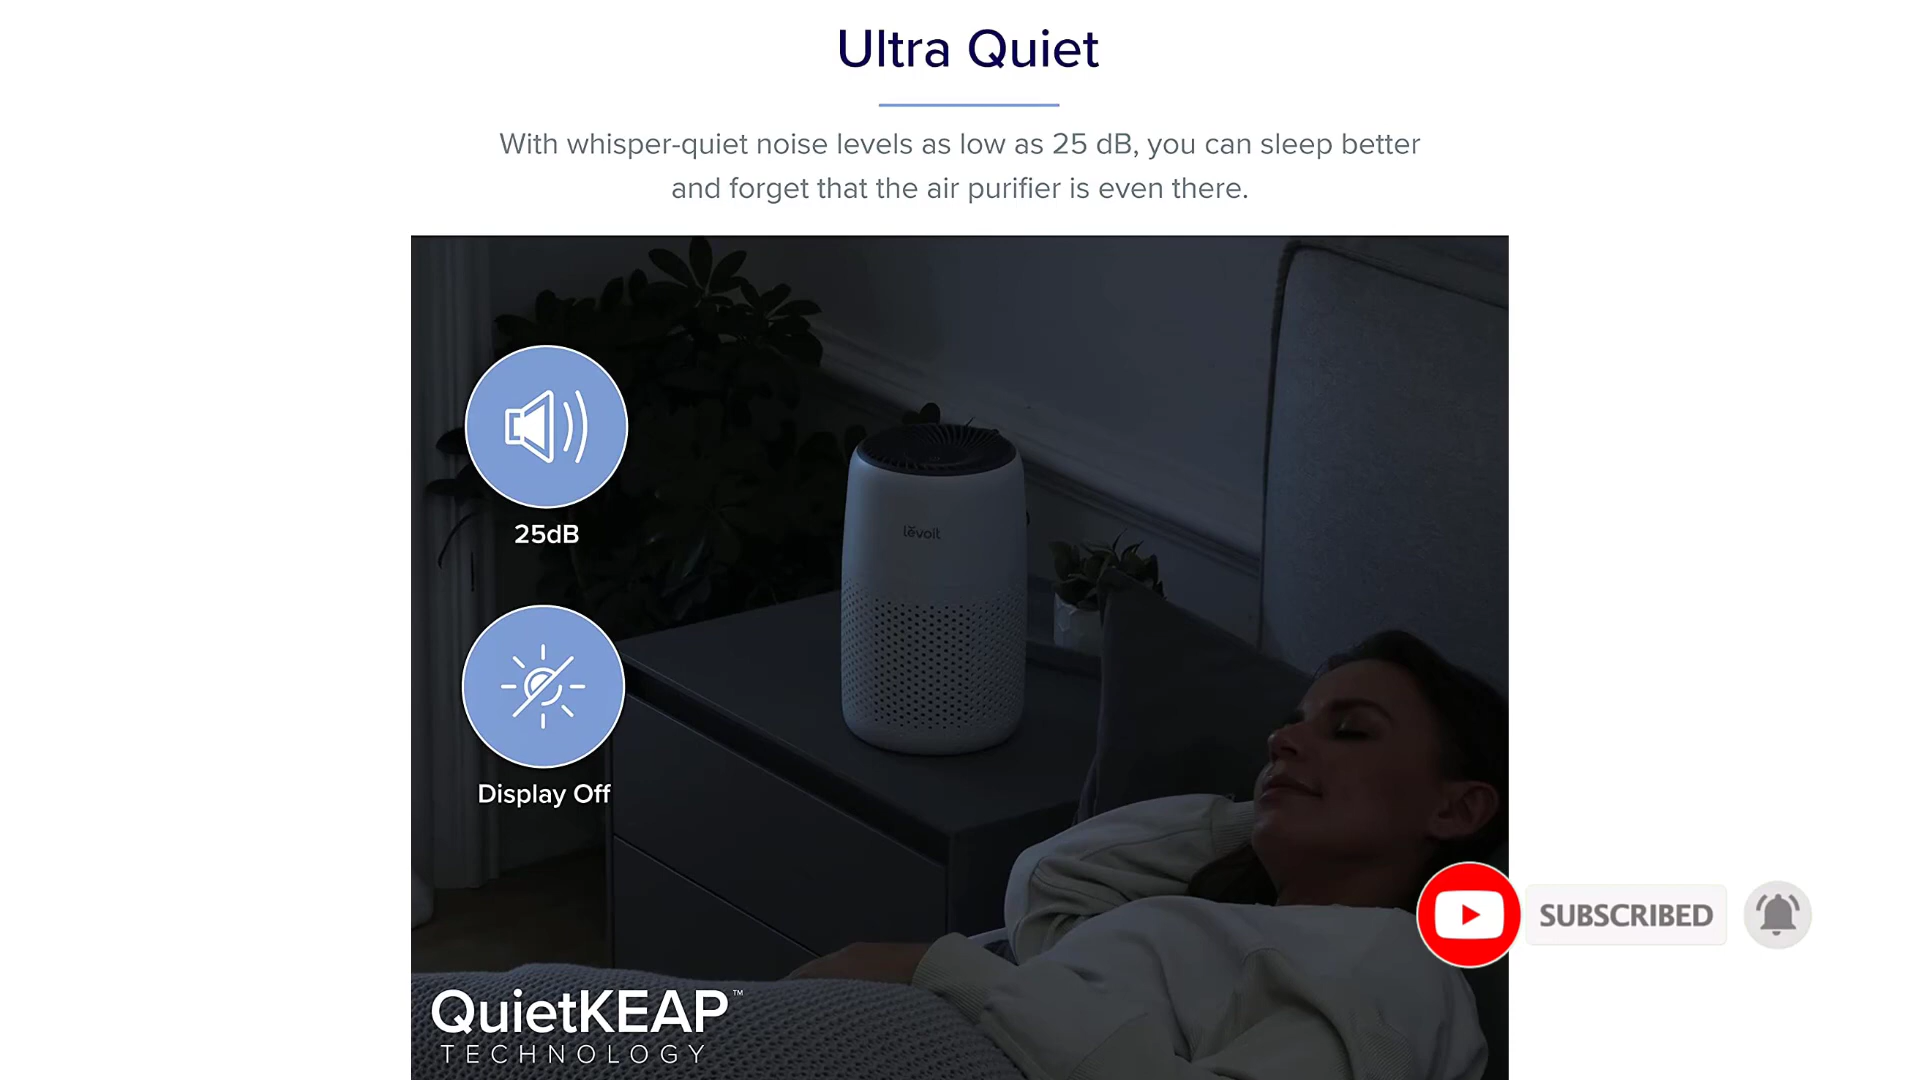 Ultra Quiet
With whisper-quiet noise levels as low as 25 dB, you can sleep better
and forget that the air purifier is even there.
25dB
levoit
Display Off
SUBSCRIBED
QuietKEAP™
TECHNOLOGY